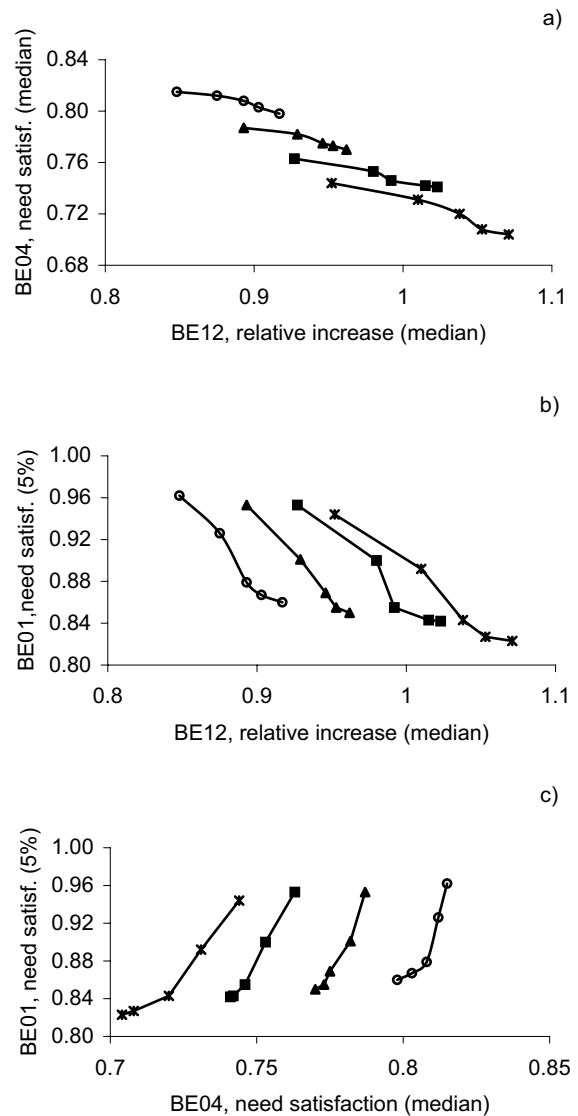 a)
BE04, need satisf. (median)
0.84
0.80
0.76
0.72
0.68
0.8 0.9 1 1.1
BE12, relative increase (median)
b)
BE01,need satisf. (5%)
1.00
0.96
0.92
0.88
0.84
0.80
0.8 0.9 1 1.1
BE12, relative increase (median)
c)
BE01, need satisf. (5%)
1.00
0.96
0.92
0.88
0.84
0.80
0.7 0.75 0.8 0.85
BE04, need satisfaction (median)